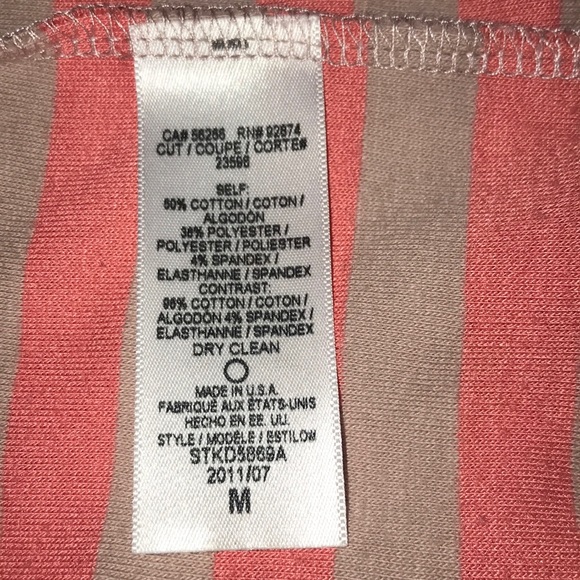 CA# 56266 RN# 92674
CUT / COUPE / CORTE#
23596
SELF:
60% COTTON / COTON /
ALGODÓN
36% POLYESTER /
POLYESTER / POLIESTER
4% SPANDEX /
ELASTHANNE / SPANDEX
CONTRAST:
96% COTTON / COTON /
ALGODÓN 4% SPANDEX /
ELASTHANNE / SPANDEX
DRY CLEAN
MADE IN U.S.A.
FABRIQUÉ AUX ÉTATS-UNIS
HECHO EN EE. UU.
STYLE / MODÈLE / ESTILO#
STKD5869A
2011/07
M